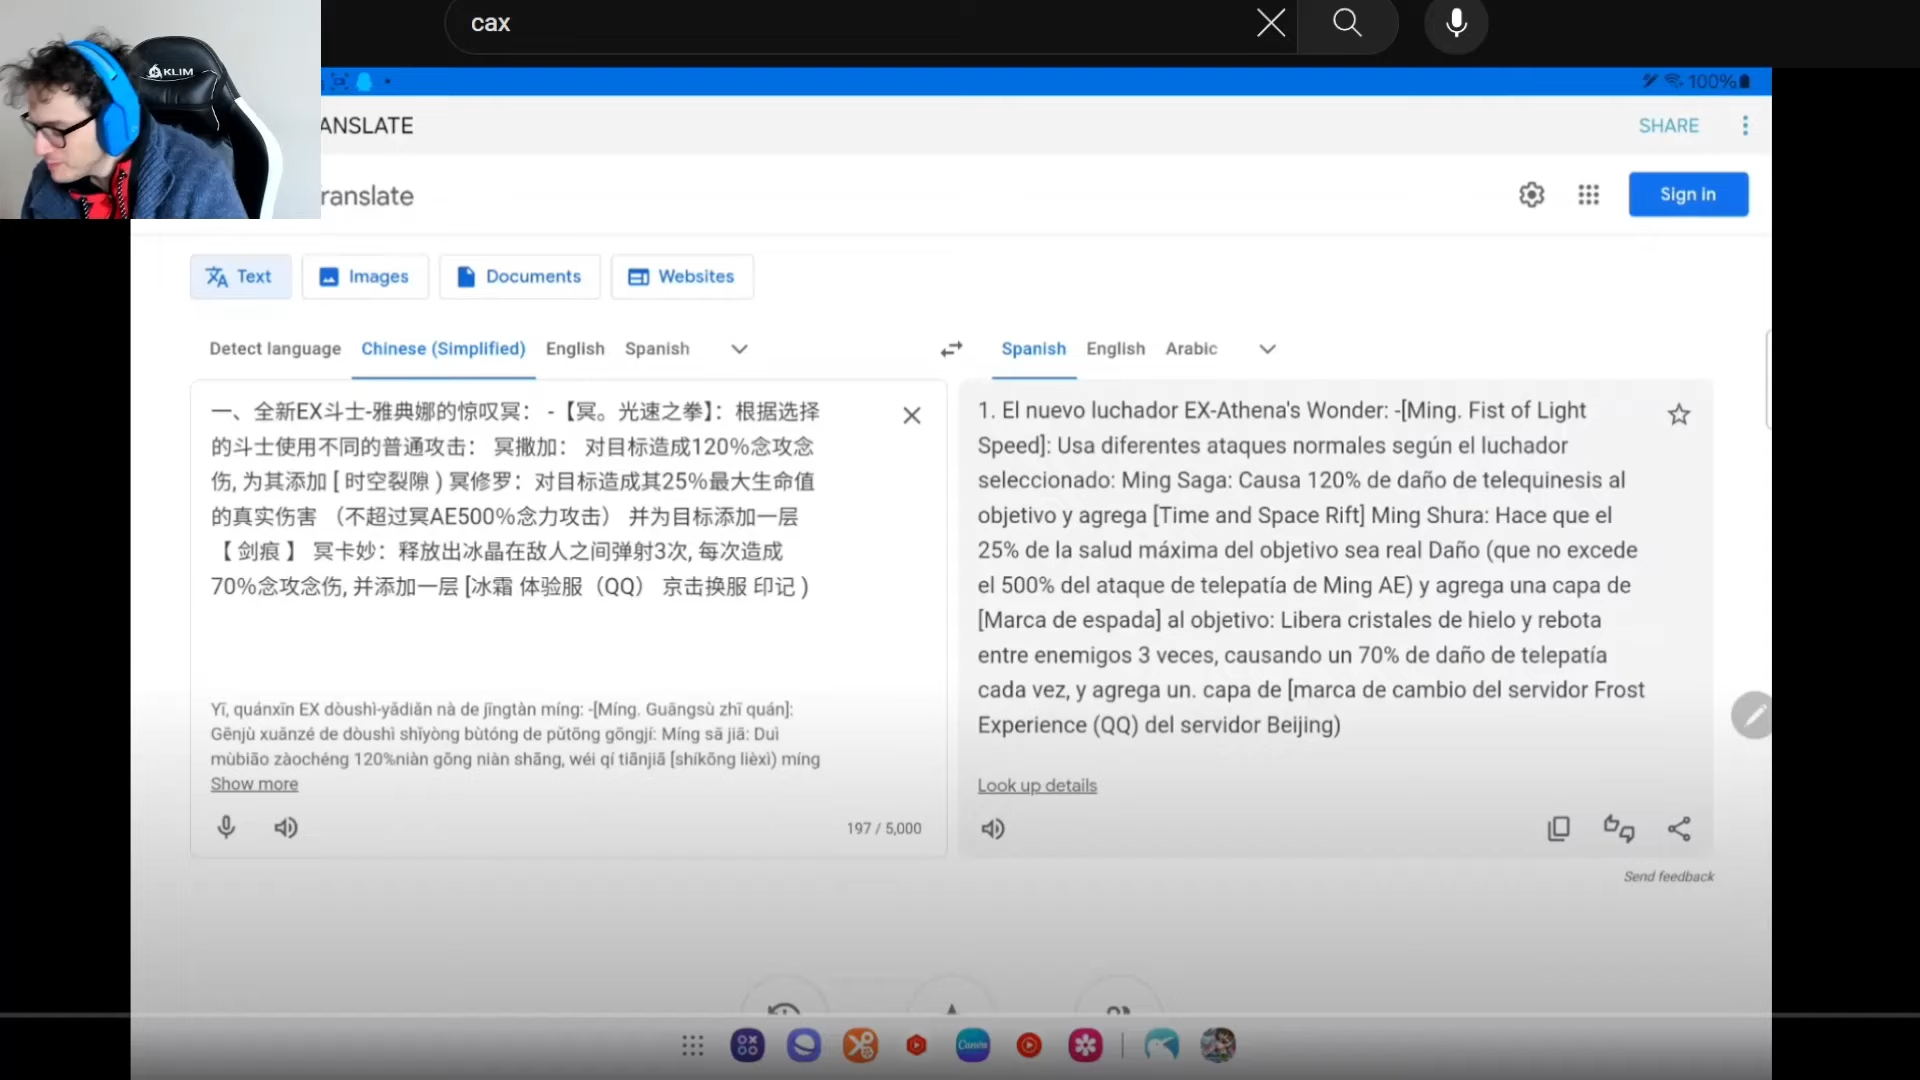 cax
KLIM
100%
ANSLATE
SHARE
ranslate
Sign in
Text
Images
Documents
Websites
Detect language
Chinese (Simplified)
English
Spanish
Spanish
English
Arabic
一、全新EX斗士-雅典娜的惊叹冥： -【冥。光速之拳】：根据选择
的斗士使用不同的普通攻击： 冥撒加： 对目标造成120%念攻念
伤, 为其添加 [ 时空裂隙 ) 冥修罗：对目标造成其25%最大生命值
的真实伤害 （不超过冥AE500%念力攻击） 并为目标添加一层
【 剑痕 】 冥卡妙：释放出冰晶在敌人之间弹射3次, 每次造成
70%念攻念伤, 并添加一层 [冰霜 体验服（QQ） 京击换服 印记 )
Yī, quánxīn EX dòushì-yǎdiǎn nà de jīngtàn míng: -[Míng. Guāngsù zhī quán]:
Gēnjù xuǎnzé de dòushì shǐyòng bùtóng de pǔtōng gōngjí: Míng sā jiā: Duì
mùbiāo zàochéng 120%niàn gōng niàn shāng, wéi qí tiānjiā [shíkōng lièxì) míng
Show more
197 / 5,000
1. El nuevo luchador EX-Athena's Wonder: -[Ming. Fist of Light
Speed]: Usa diferentes ataques normales según el luchador
seleccionado: Ming Saga: Causa 120% de daño de telequinesis al
objetivo y agrega [Time and Space Rift] Ming Shura: Hace que el
25% de la salud máxima del objetivo sea real Daño (que no excede
el 500% del ataque de telepatía de Ming AE) y agrega una capa de
[Marca de espada] al objetivo: Libera cristales de hielo y rebota
entre enemigos 3 veces, causando un 70% de daño de telepatía
cada vez, y agrega un. capa de [marca de cambio del servidor Frost
Experience (QQ) del servidor Beijing)
Look up details
Send feedback
Canva